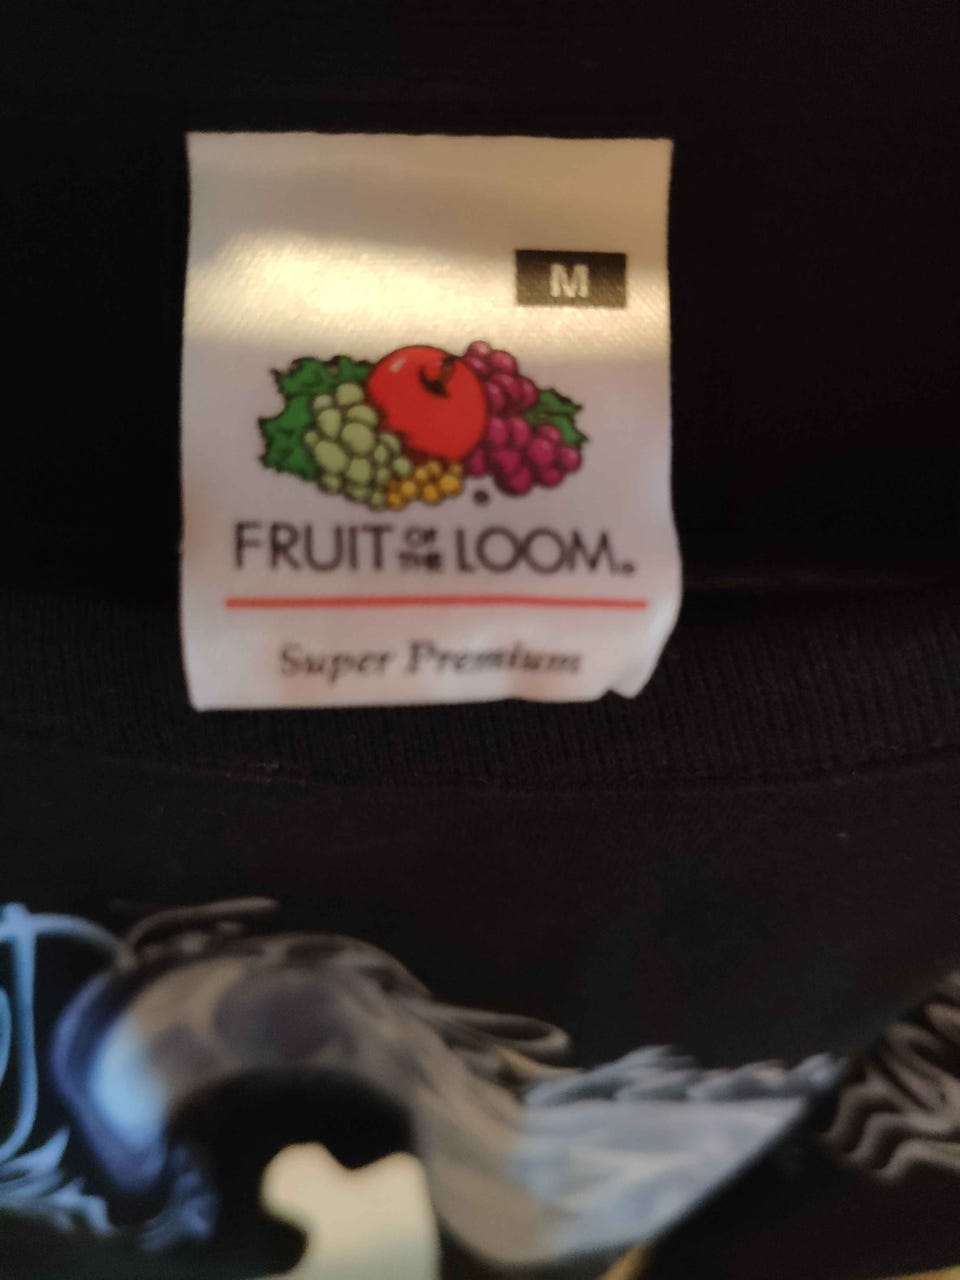 M
FRUIT OF THE LOOM®
Super Premium